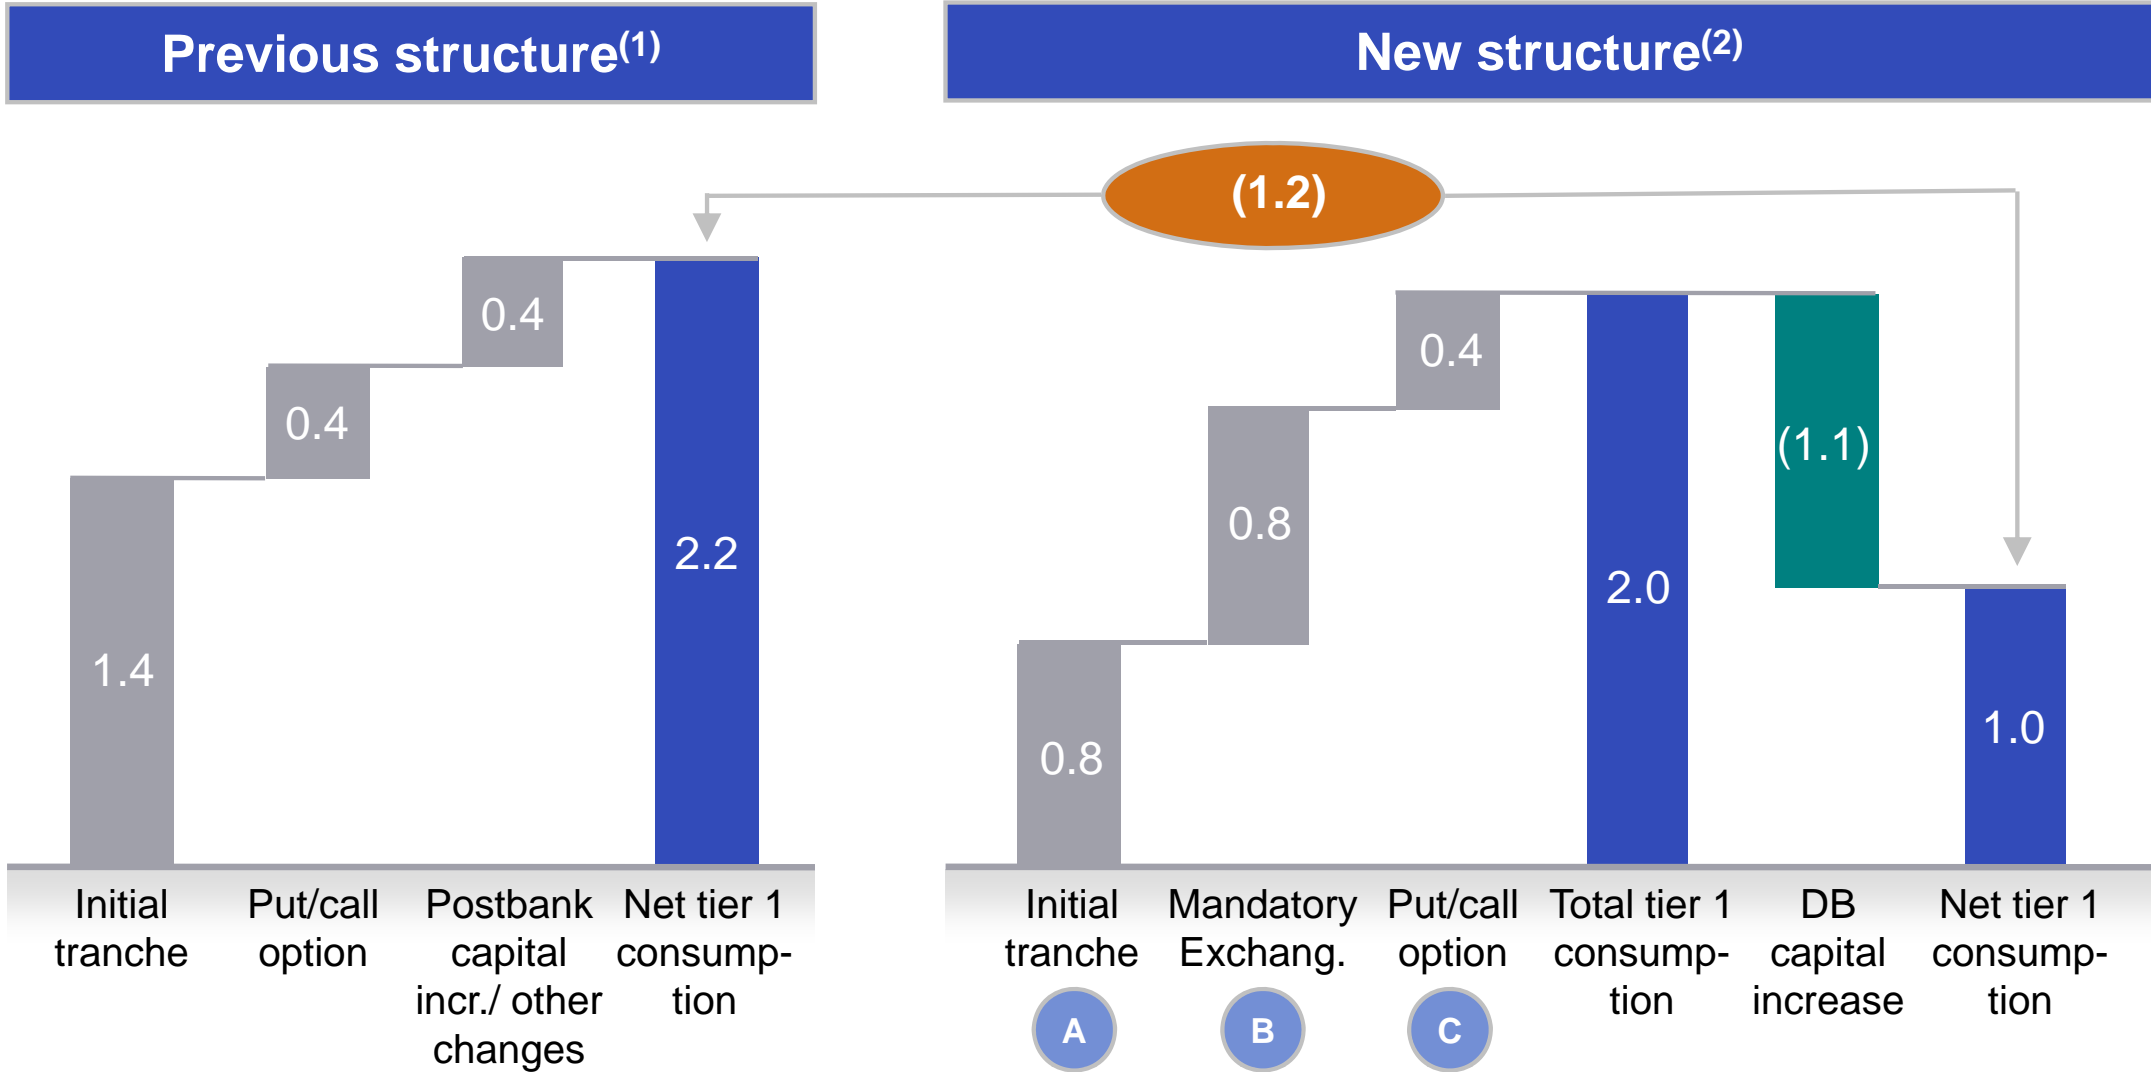 Previous structure(1)
New structure(2)
(1.2)
0.4
0.4
1.4
2.2
0.4
0.8
0.8
2.0
(1.1)
1.0
Initial
tranche
Put/call
option
Postbank
capital
incr./ other
changes
Net tier 1
consump-
tion
Initial
tranche
A
Mandatory
Exchang.
B
Put/call
option
C
Total tier 1
consump-
tion
DB
capital
increase
Net tier 1
consump-
tion